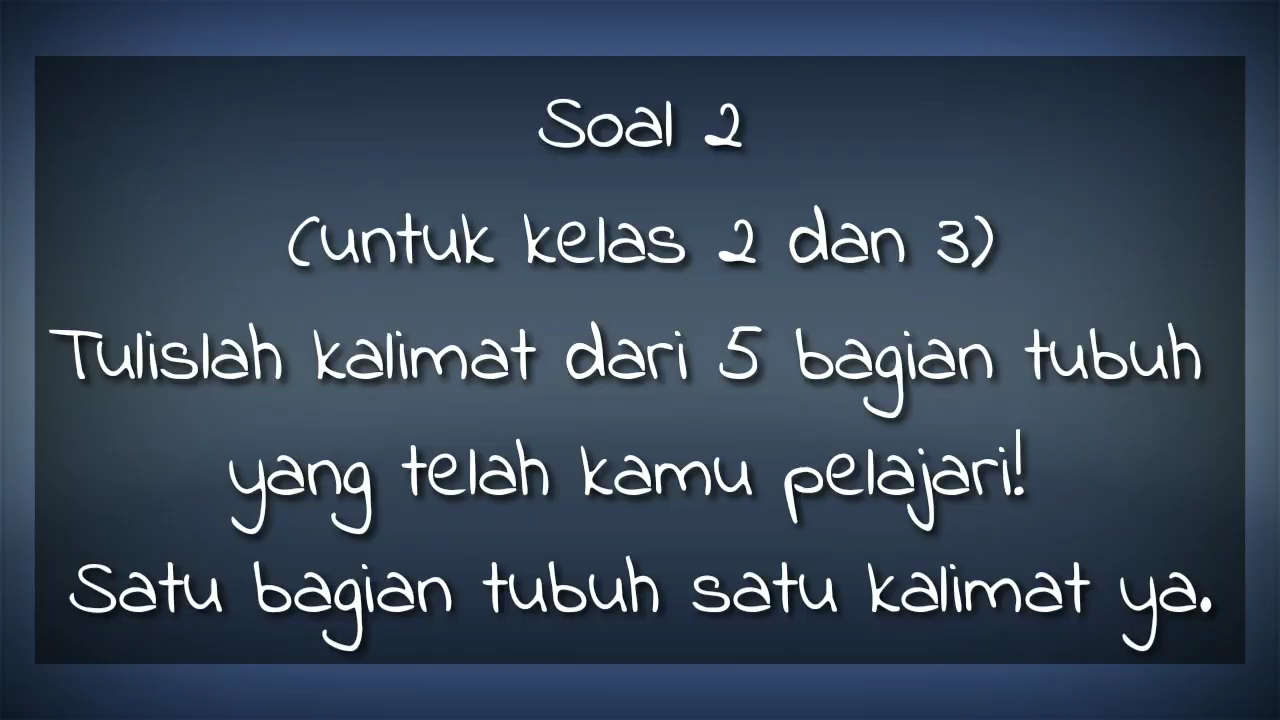 Soal 2
(untuk kelas 2 dan 3)
Tulislah kalimat dari 5 bagian tubuh
yang telah kamu pelajari!
Satu bagian tubuh satu kalimat ya.